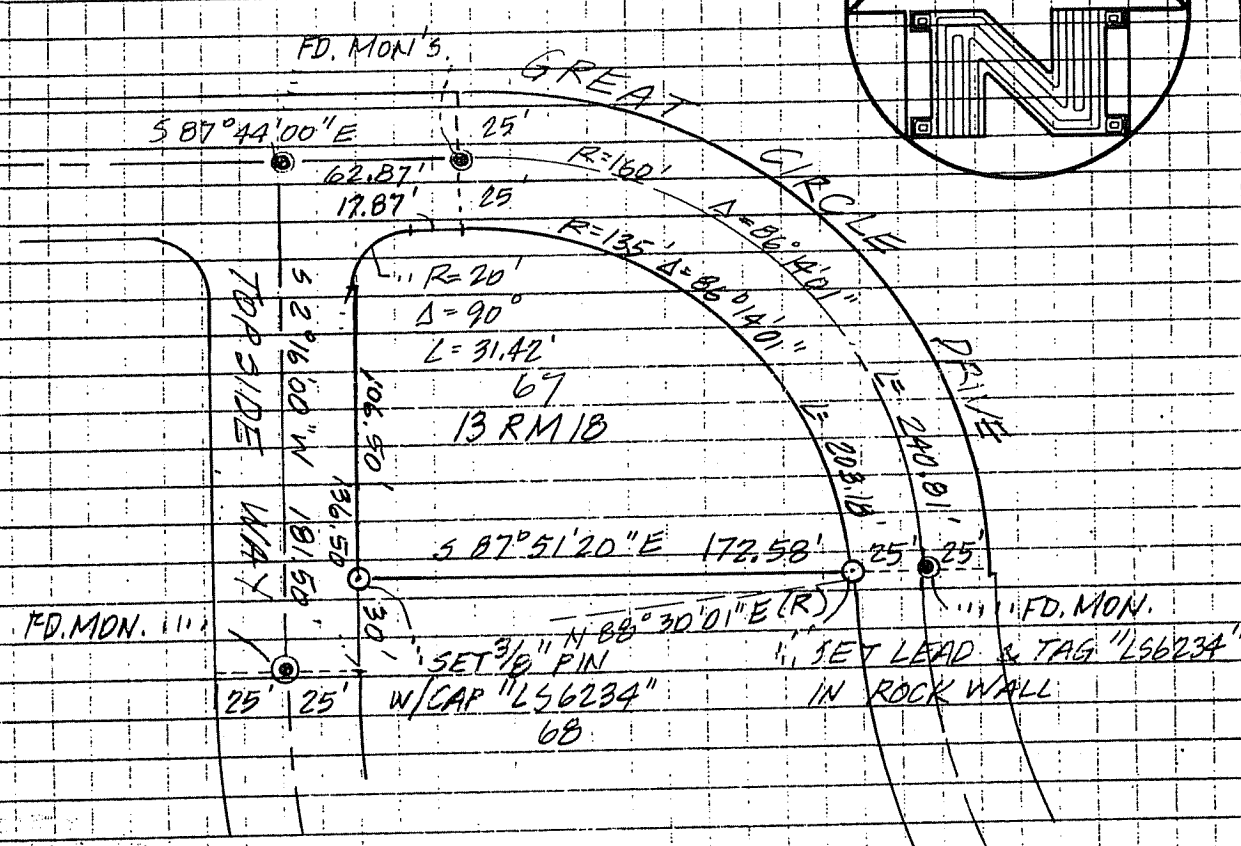 FD. MON'S.
GREAT CIRCLE DRIVE
S 87°44'00"E
25'
62.87'
25'
17.87'
R=160'
Δ=86°14'01"
L= 240.81'
R=135' Δ=86°14'01"
L= 203.18'
R=20'
Δ=90°
L=31.42'
67
13 RM 18
TOPSIDE WAY
S 2°16'00"W 181.50
106.50'
136.50
30'
S 87°51'20"E 172.58'
25' 25'
N 88°30'01"E (R)
FD. MON.
FD. MON.
SET 3/8" PIN
W/CAP "LS6234"
SET LEAD & TAG "LS6234"
IN ROCK WALL
25' 25'
68
N